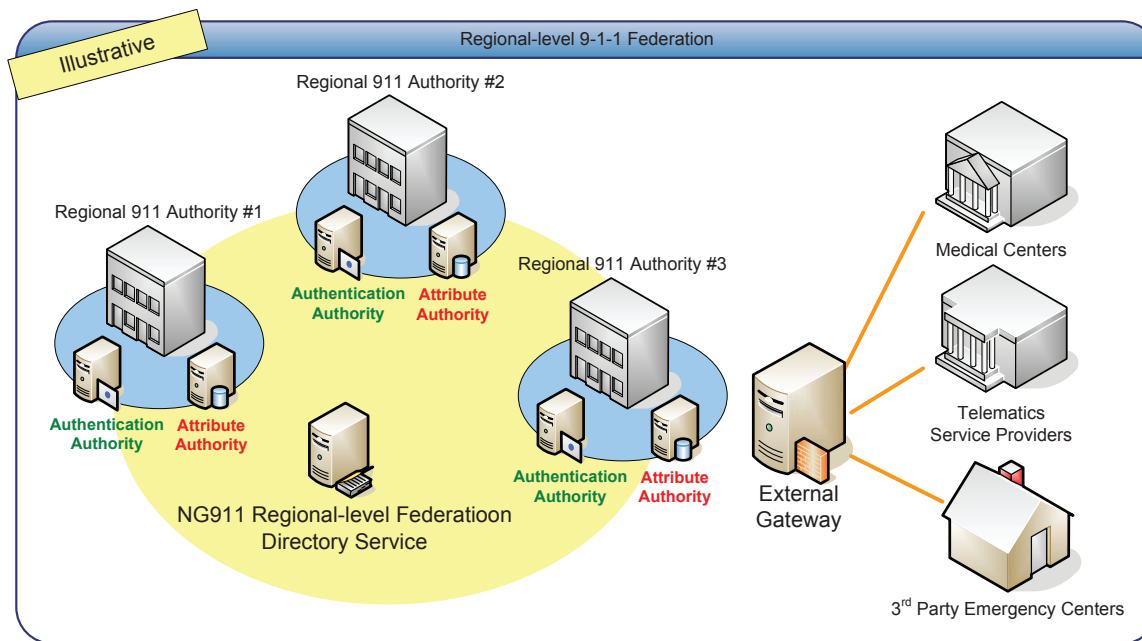 Regional-level 9-1-1 Federation
Illustrative
Regional 911 Authority #2
Regional 911 Authority #1
Authentication
Authority
Attribute
Authority
Regional 911 Authority #3
Authentication
Authority
Attribute
Authority
Authentication
Authority
Attribute
Authority
NG911 Regional-level Federatioon
Directory Service
External
Gateway
Medical Centers
Telematics
Service Providers
3rd Party Emergency Centers